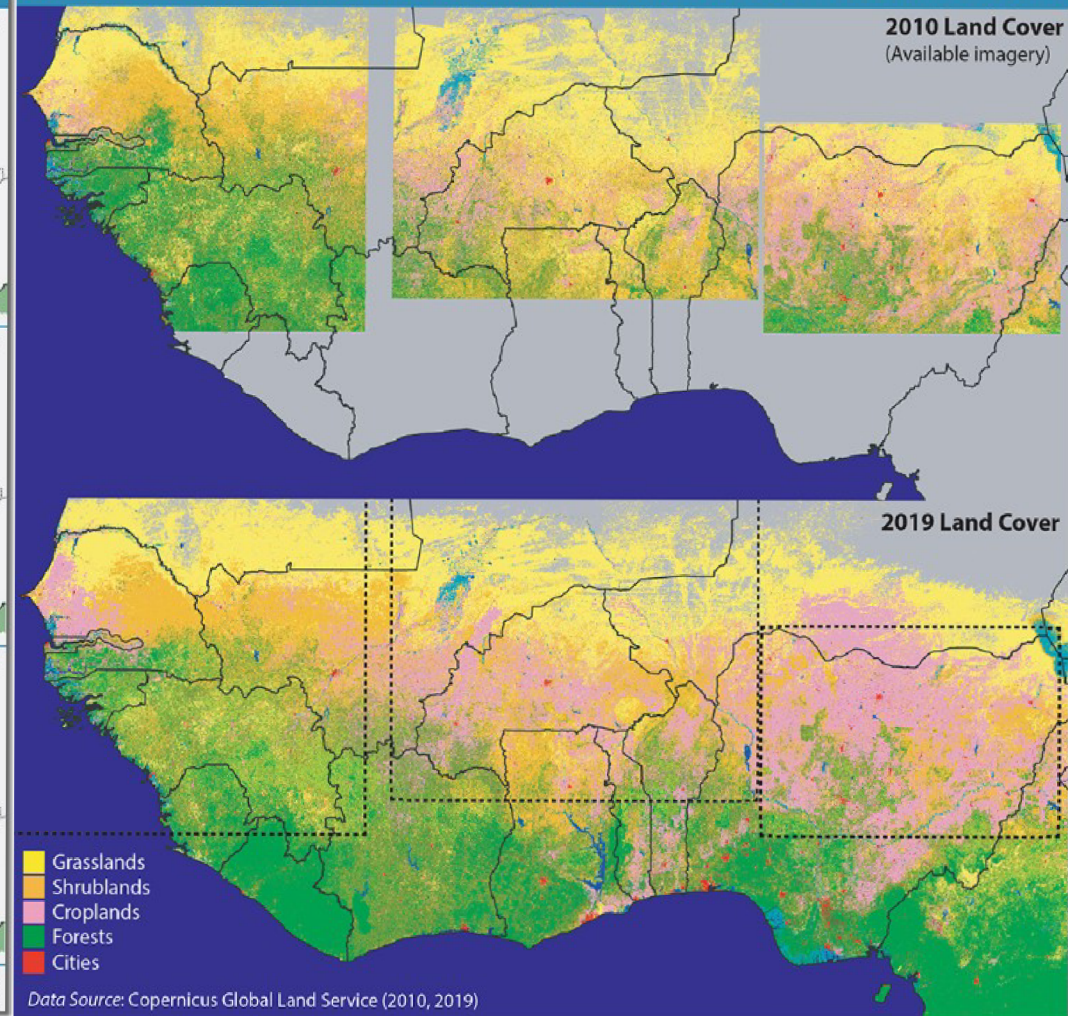 2010 Land Cover
(Available imagery)
2019 Land Cover
Grasslands
Shrublands
Croplands
Forests
Cities
Data Source: Copernicus Global Land Service (2010, 2019)